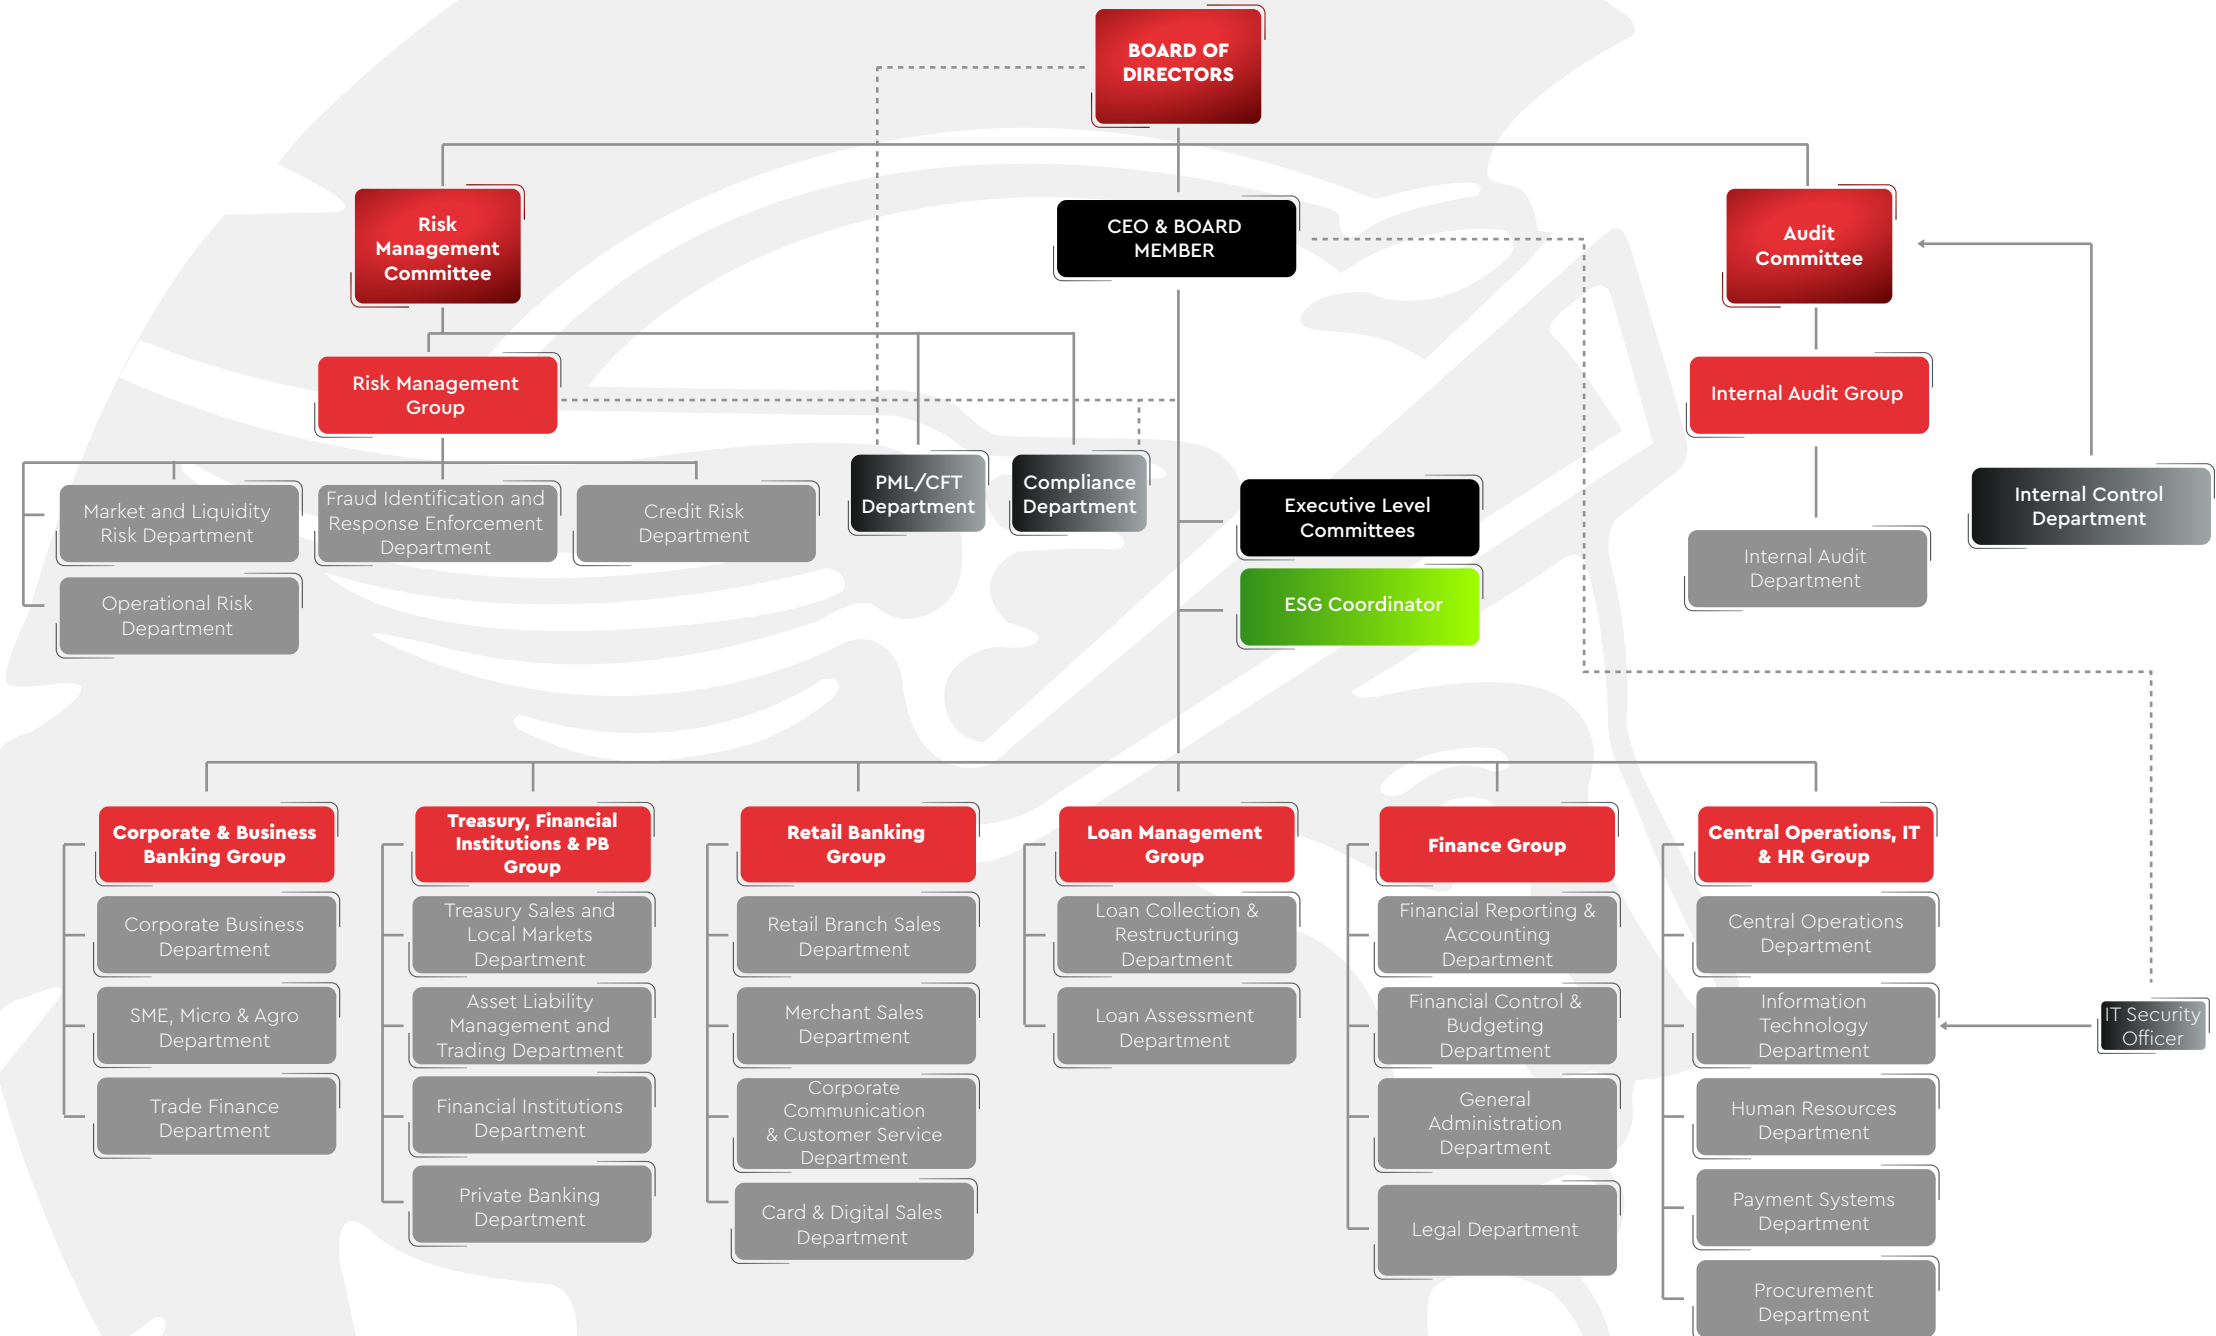 BOARD OF
DIRECTORS
Risk
Management
Committee
CEO & BOARD
MEMBER
Audit
Committee
Risk Management
Group
Internal Audit Group
PML/CFT
Department
Compliance
Department
Internal Control
Department
Market and Liquidity
Risk Department
Fraud Identification and
Response Enforcement
Department
Credit Risk
Department
Executive Level
Committees
Internal Audit
Department
Operational Risk
Department
ESG Coordinator
Corporate & Business
Banking Group
Corporate Business
Department
SME, Micro & Agro
Department
Trade Finance
Department
Treasury, Financial
Institutions & PB
Group
Treasury Sales and
Local Markets
Department
Asset Liability
Management and
Trading Department
Financial Institutions
Department
Private Banking
Department
Retail Banking
Group
Retail Branch Sales
Department
Merchant Sales
Department
Corporate
Communication
& Customer Service
Department
Card & Digital Sales
Department
Loan Management
Group
Loan Collection &
Restructuring
Department
Loan Assessment
Department
Finance Group
Financial Reporting &
Accounting
Department
Financial Control &
Budgeting
Department
General
Administration
Department
Legal Department
Central Operations, IT
& HR Group
Central Operations
Department
Information
Technology
Department
Human Resources
Department
Payment Systems
Department
Procurement
Department
IT Security
Officer